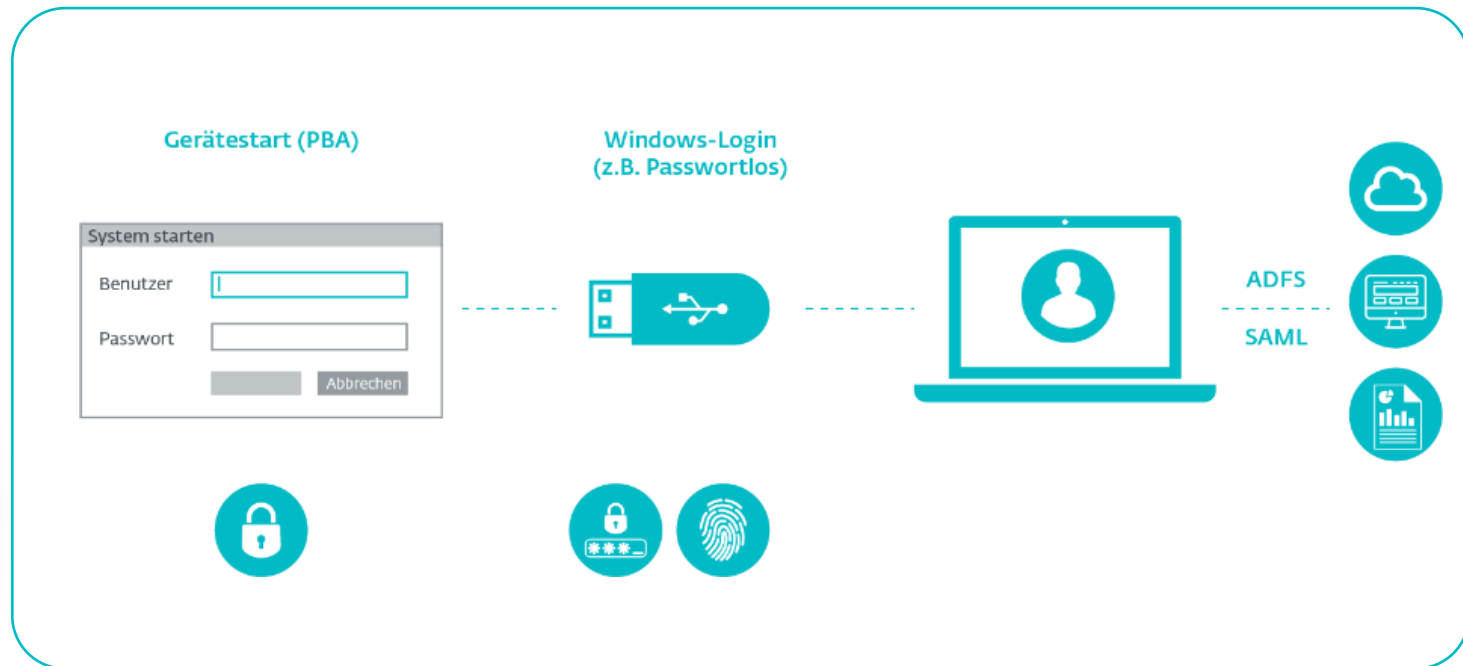 Gerätestart (PBA)
Windows-Login
(z.B. Passwortlos)
System starten
Benutzer
Passwort
Abbrechen
ADFS
SAML
***_